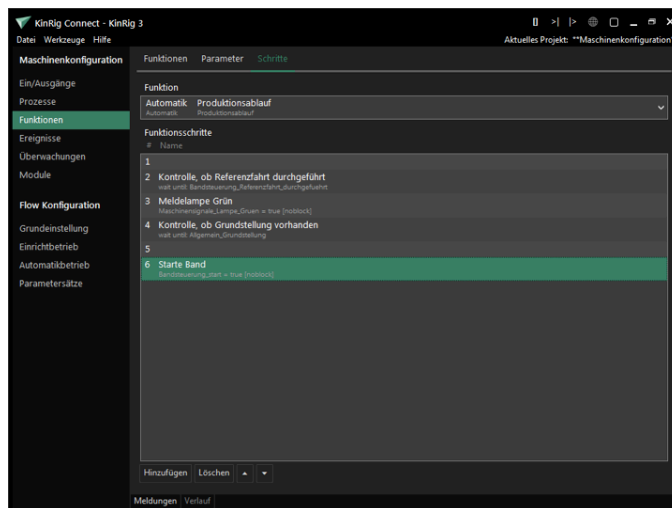 KinRig Connect - KinRig 3
Datei Werkzeuge Hilfe
Aktuelles Projekt: **Maschinenkonfiguration*
Maschinenkonfiguration
Ein/Ausgänge
Prozesse
Funktionen
Ereignisse
Überwachungen
Module
Flow Konfiguration
Grundeinstellung
Einrichtbetrieb
Automatikbetrieb
Parametersätze
Funktionen Parameter Schritte
Funktion
Automatik Produktionsablauf
Automatik Produktionsablauf
Funktionsschritte
# Name
1
2 Kontrolle, ob Referenzfahrt durchgeführt
wait until: Bandsteuerung_Referenzfahrt_durchgefuehrt
3 Meldelampe Grün
Maschinensignale_Lampe_Gruen = true [noblock]
4 Kontrolle, ob Grundstellung vorhanden
wait until: Allgemein_Grundstellung
5
6 Starte Band
Bandsteuerung_start = true [noblock]
Hinzufügen Löschen
Meldungen Verlauf